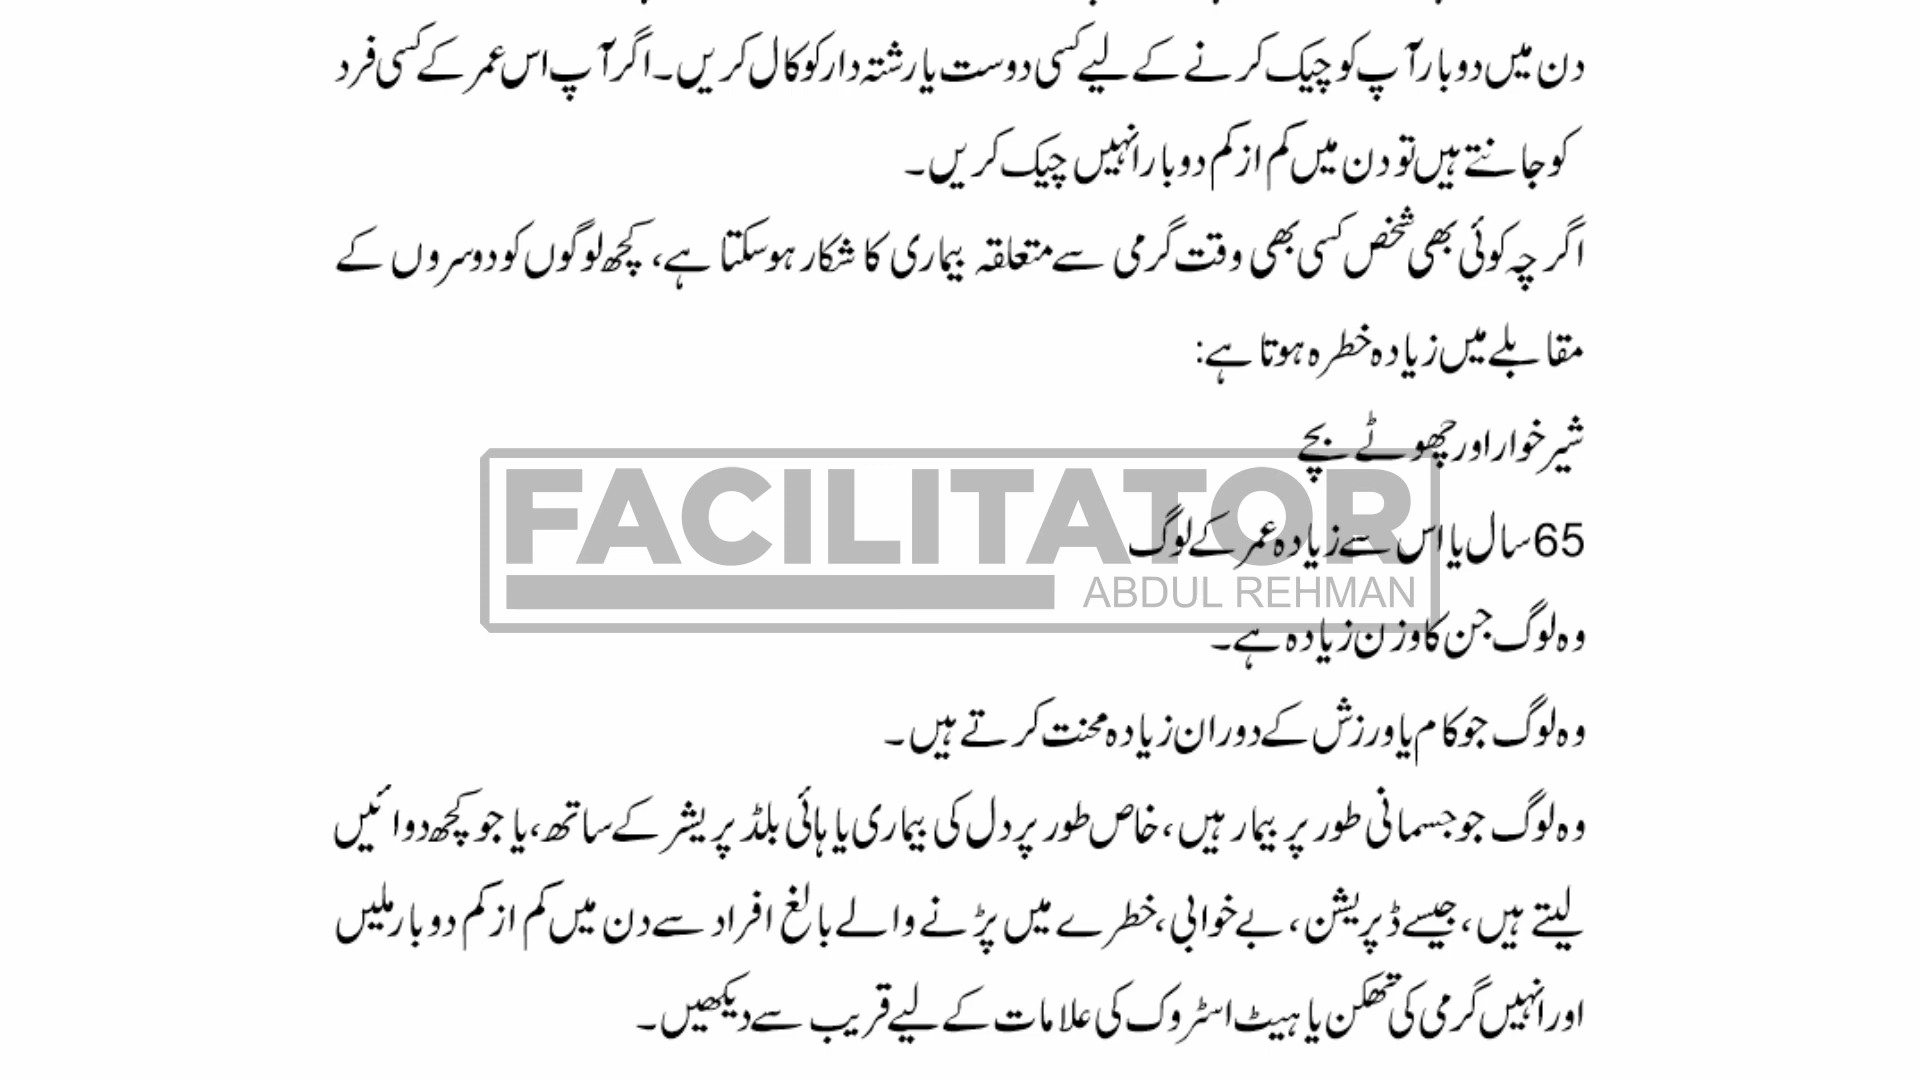 دن میں دو بار آپ کو چیک کرنے کے لیے کسی دوست یا رشتہ دار کو کال کریں۔ اگر آپ اس عمر کے کسی فرد
کو جانتے ہیں تو دن میں کم از کم دو بار انہیں چیک کریں۔
اگرچہ کوئی بھی شخص کسی بھی وقت گرمی سے متعلقہ بیماری کا شکار ہوسکتا ہے، کچھ لوگوں کو دوسروں کے
مقابلے میں زیادہ خطرہ ہوتا ہے:
شیر خوار اور چھوٹے بچے
FACILITATOR
65 سال یا اس سے زیادہ عمر کے لوگ
ABDUL REHMAN
وہ لوگ جن کا وزن زیادہ ہے۔
وہ لوگ جو کام یا ورزش کے دوران زیادہ محنت کرتے ہیں۔
وہ لوگ جو جسمانی طور پر بیمار ہیں، خاص طور پر دل کی بیماری یا ہائی بلڈ پریشر کے ساتھ، یا جو کچھ دوائیں
لیتے ہیں، جیسے ڈپریشن، بے خوابی، خطرے میں پڑنے والے بالغ افراد سے دن میں کم از کم دو بار ملیں
اور انہیں گرمی کی تھکن یا ہیٹ اسٹروک کی علامات کے لیے قریب سے دیکھیں۔